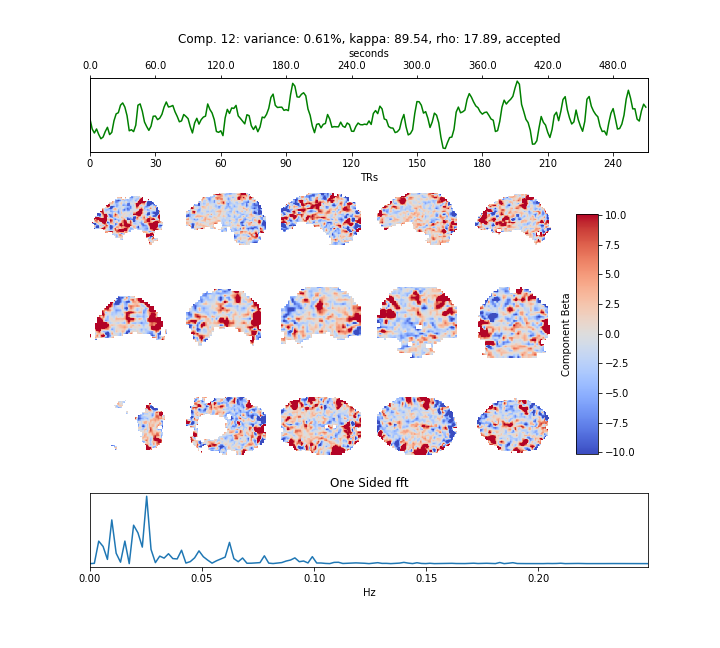 Comp. 12: variance: 0.61%, kappa: 89.54, rho: 17.89, accepted
seconds
0.0 60.0 120.0 180.0 240.0 300.0 360.0 420.0 480.0
0 30 60 90 120 150 180 210 240
TRs
10.0
7.5
5.0
2.5
0.0
−2.5
−5.0
−7.5
−10.0
Component Beta
One Sided fft
0.00 0.05 0.10 0.15 0.20
Hz